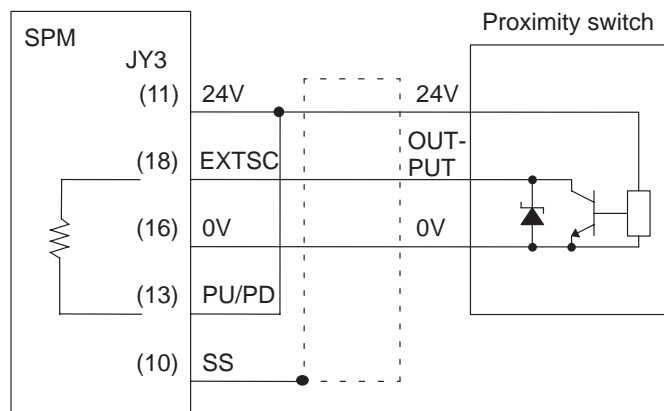 Proximity switch
SPM
JY3
(11) 24V 24V
OUT-
PUT
(18) EXTSC
(16) 0V 0V
(13) PU/PD
(10) SS